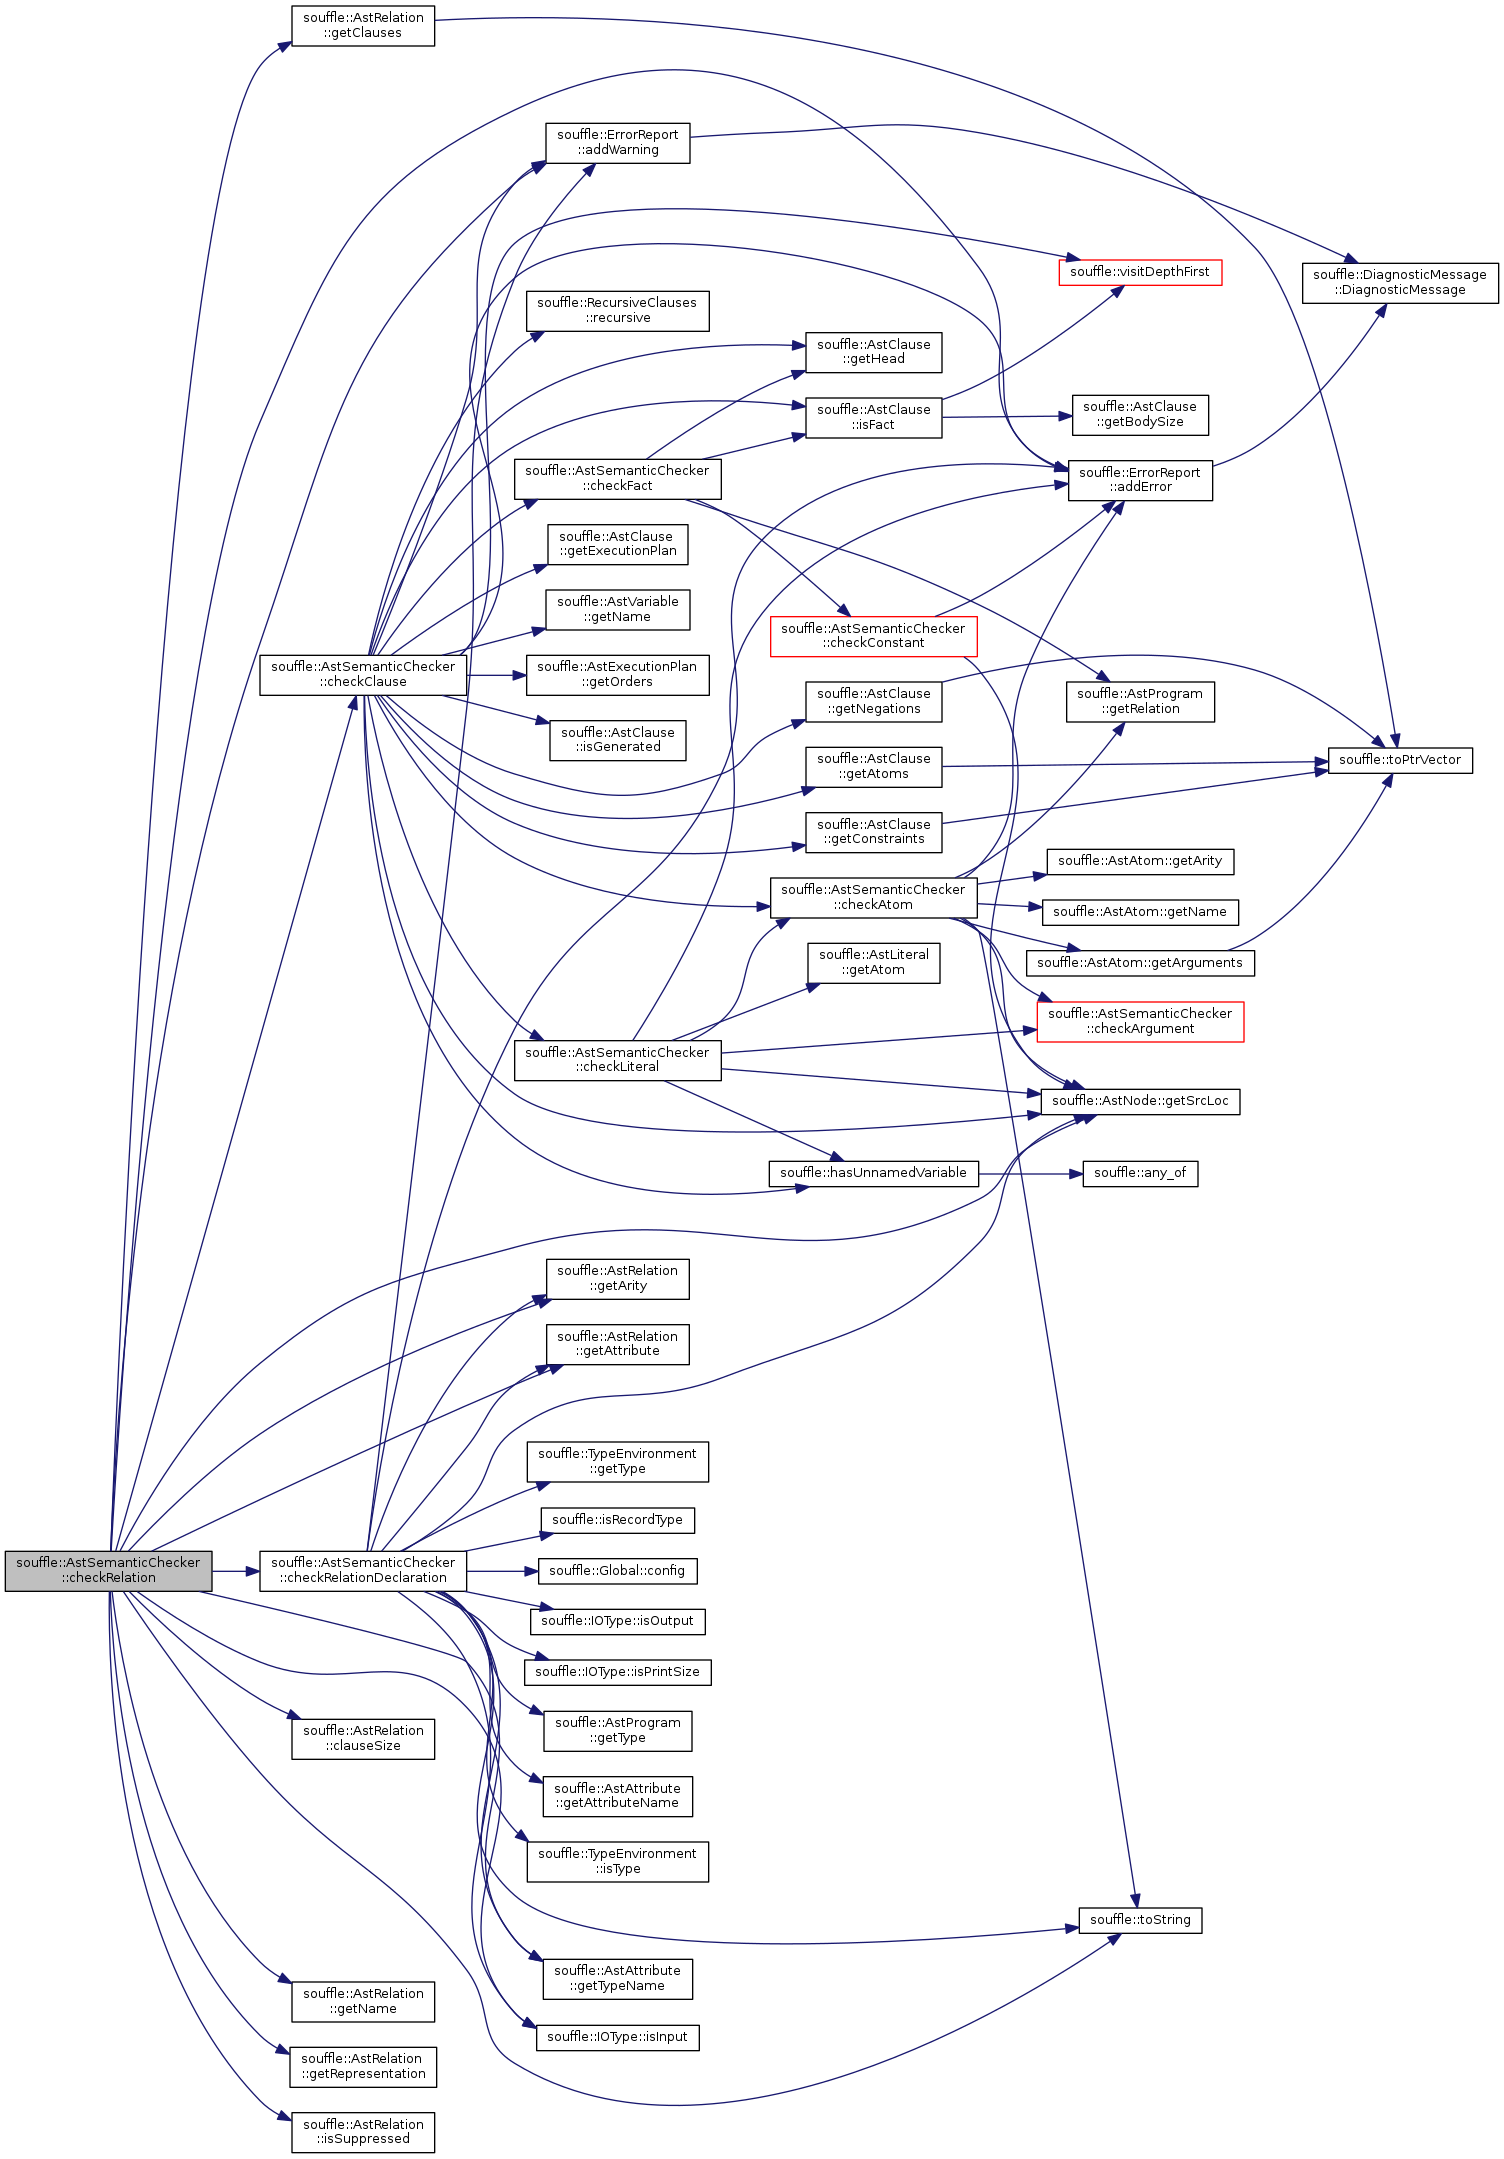 souffle::AstRelation
::getClauses
souffle::ErrorReport
::addWarning
souffle::visitDepthFirst
souffle::DiagnosticMessage
::DiagnosticMessage
souffle::RecursiveClauses
::recursive
souffle::AstClause
::getHead
souffle::AstClause
::isFact
souffle::AstClause
::getBodySize
souffle::AstSemanticChecker
::checkFact
souffle::ErrorReport
::addError
souffle::AstClause
::getExecutionPlan
souffle::AstVariable
::getName
souffle::AstSemanticChecker
::checkConstant
souffle::AstSemanticChecker
::checkClause
souffle::AstExecutionPlan
::getOrders
souffle::AstClause
::getNegations
souffle::AstProgram
::getRelation
souffle::AstClause
::isGenerated
souffle::AstClause
::getAtoms
souffle::toPtrVector
souffle::AstClause
::getConstraints
souffle::AstAtom::getArity
souffle::AstSemanticChecker
::checkAtom
souffle::AstAtom::getName
souffle::AstLiteral
::getAtom
souffle::AstAtom::getArguments
souffle::AstSemanticChecker
::checkArgument
souffle::AstSemanticChecker
::checkLiteral
souffle::AstNode::getSrcLoc
souffle::hasUnnamedVariable
souffle::any_of
souffle::AstRelation
::getArity
souffle::AstRelation
::getAttribute
souffle::TypeEnvironment
::getType
souffle::isRecordType
souffle::AstSemanticChecker
::checkRelation
souffle::AstSemanticChecker
::checkRelationDeclaration
souffle::Global::config
souffle::IOType::isOutput
souffle::IOType::isPrintSize
souffle::AstProgram
::getType
souffle::AstRelation
::clauseSize
souffle::AstAttribute
::getAttributeName
souffle::TypeEnvironment
::isType
souffle::toString
souffle::AstAttribute
::getTypeName
souffle::AstRelation
::getName
souffle::IOType::isInput
souffle::AstRelation
::getRepresentation
souffle::AstRelation
::isSuppressed